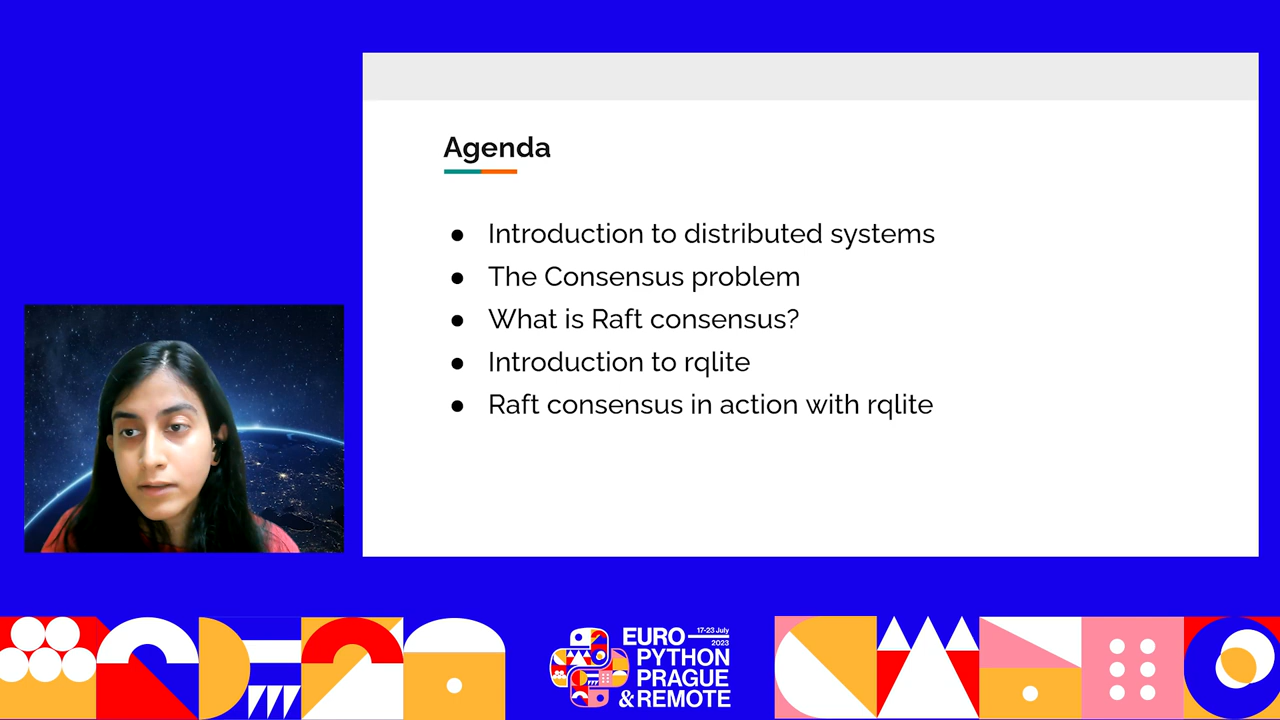 Agenda
● Introduction to distributed systems
● The Consensus problem
● What is Raft consensus?
● Introduction to rqlite
● Raft consensus in action with rqlite
EURO 17-23 July 2023
PYTHON
PRAGUE
& REMOTE